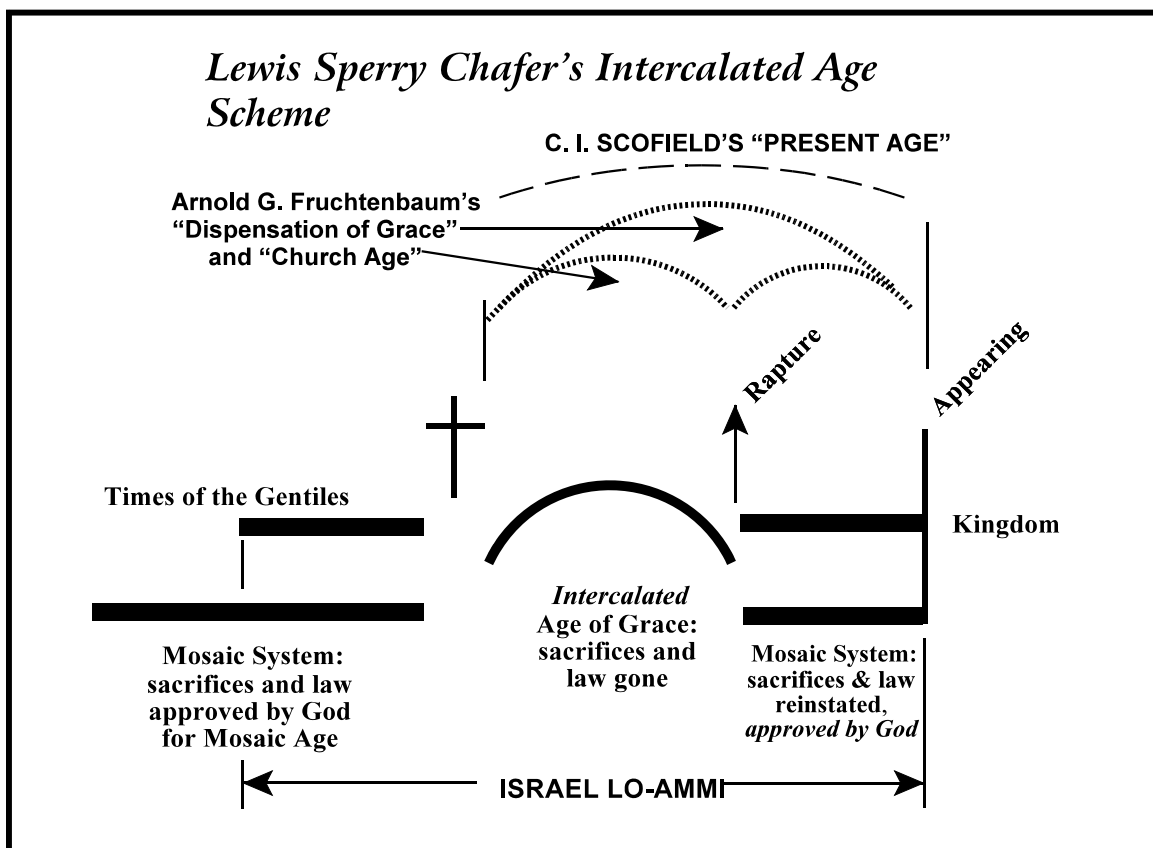 Lewis Sperry Chafer’s Intercalated Age
Scheme
C. I. SCOFIELD’S “PRESENT AGE”
Arnold G. Fruchtenbaum’s
“Dispensation of Grace”
and “Church Age”
Rapture
Appearing
Times of the Gentiles
Kingdom
Mosaic System:
sacrifices and law
approved by God
for Mosaic Age
Intercalated
Age of Grace:
sacrifices and
law gone
Mosaic System:
sacrifices & law
reinstated,
approved by God
ISRAEL LO-AMMI